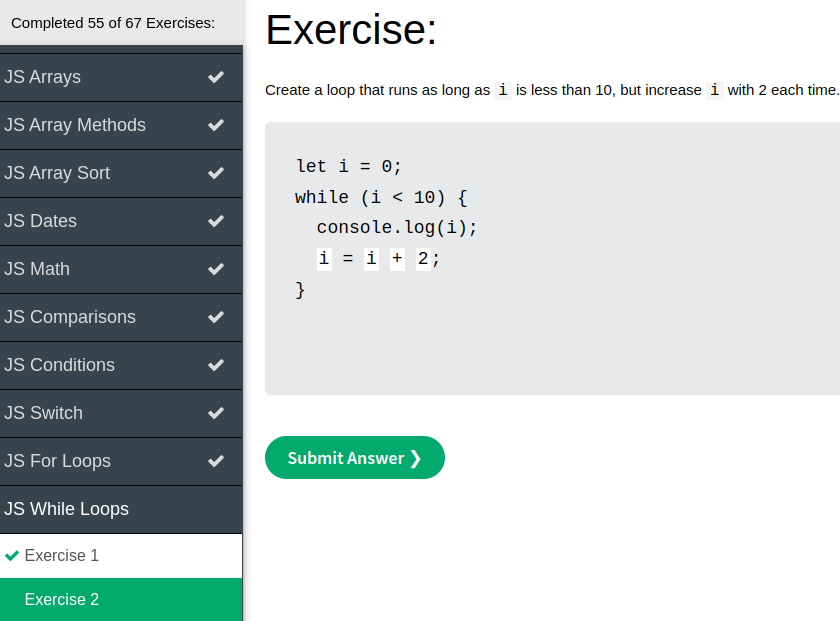 Completed 55 of 67 Exercises:
JS Arrays
JS Array Methods
JS Array Sort
JS Dates
JS Math
JS Comparisons
JS Conditions
JS Switch
JS For Loops
JS While Loops
Exercise 1
Exercise 2
Exercise:
Create a loop that runs as long as i is less than 10, but increase i with 2 each time.
let i = 0;
while (i < 10) {
  console.log(i);
  i = i + 2;
}
Submit Answer ❯